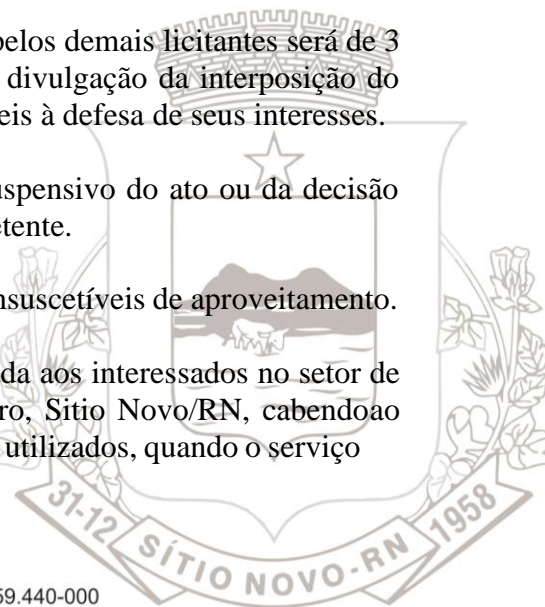 pelos demais licitantes será de 3
divulgação da interposição do
eis à defesa de seus interesses.
uspensivo do ato ou da decisão
etente.
nsuscetíveis de aproveitamento.
da aos interessados no setor de
ro, Sitio Novo/RN, cabendoao
utilizados, quando o serviço
31-12 SÍTIO NOVO-RN 1958
59.440-000